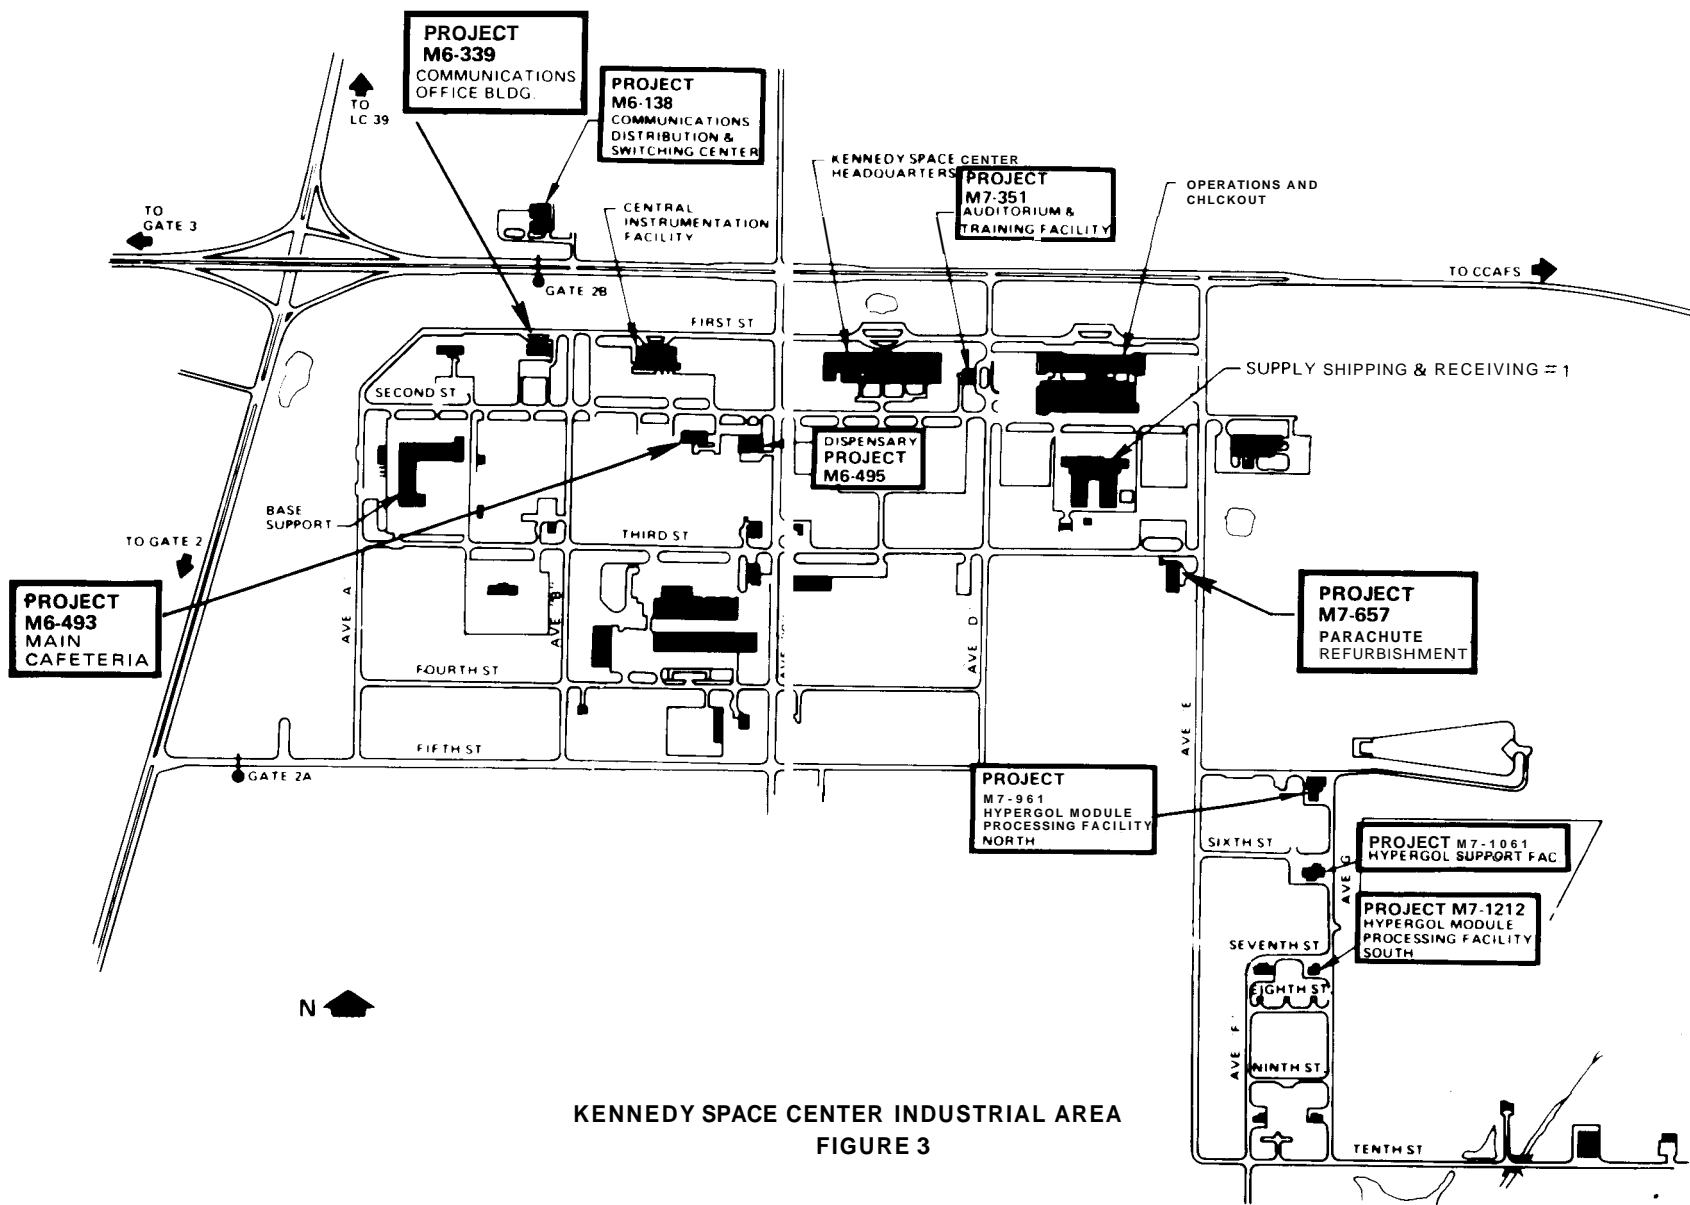 PROJECT
M6-339
COMMUNICATIONS
OFFICE BLDG.
PROJECT
M6-138
COMMUNICATIONS
DISTRIBUTION &
SWITCHING CENTER
TO
LC 39
KENNEDY SPACE CENTER
HEADQUARTERS
PROJECT
M7-351
AUDITORIUM &
TRAINING FACILITY
OPERATIONS AND
CHLCKOUT
TO
GATE 3
CENTRAL
INSTRUMENTATION
FACILITY
TO CCAFS
GATE 2B
FIRST ST
SUPPLY SHIPPING & RECEIVING #1
SECOND ST
DISPENSARY
PROJECT
M6-495
BASE
SUPPORT
THIRD ST
TO GATE 2
PROJECT
M6-493
MAIN
CAFETERIA
AVE A
AVE "B"
AVE
AVE D
PROJECT
M7-657
PARACHUTE
REFURBISHMENT
FOURTH ST
AVE E
FIFTH ST
GATE 2A
PROJECT
M7-961
HYPERGOL MODULE
PROCESSING FACILITY
NORTH
SIXTH ST
PROJECT M7-1061
HYPERGOL SUPPORT FAC
AVE G
PROJECT M7-1212
HYPERGOL MODULE
PROCESSING FACILITY
SOUTH
SEVENTH ST
EIGHTH ST.
N
AVE F
NINTH ST.
KENNEDY SPACE CENTER INDUSTRIAL AREA
FIGURE 3
TENTH ST